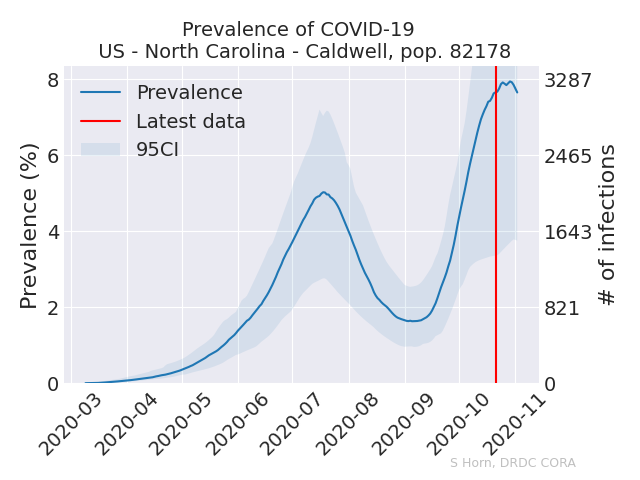 Prevalence of COVID-19
US - North Carolina - Caldwell, pop. 82178
Prevalence
Latest data
95CI
Prevalence (%)
8
6
4
2
0
3287
2465
1643
821
0
# of infections
2020-03
2020-04
2020-05
2020-06
2020-07
2020-08
2020-09
2020-10
2020-11
S Horn, DRDC CORA